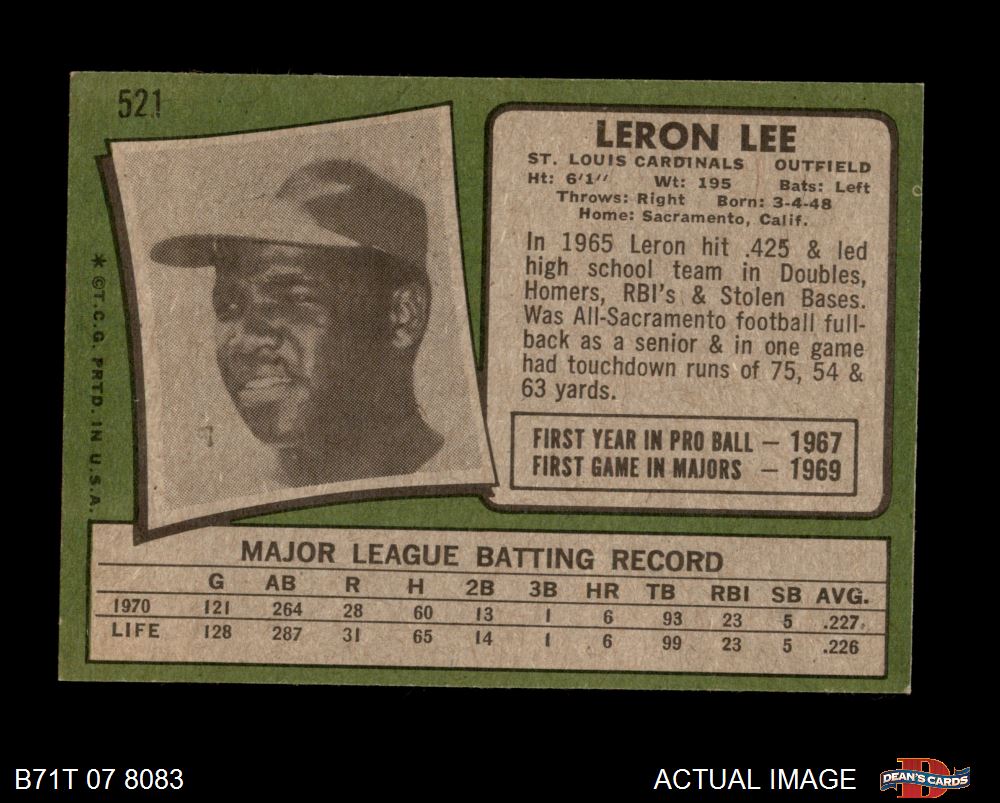 521
LERON LEE
ST. LOUIS CARDINALS OUTFIELD
Ht: 6'1" Wt: 195 Bats: Left
Throws: Right Born: 3-4-48
Home: Sacramento, Calif.
In 1965 Leron hit .425 & led
high school team in Doubles,
Homers, RBI's & Stolen Bases.
Was All-Sacramento football full-
back as a senior & in one game
had touchdown runs of 75, 54 &
63 yards.
FIRST YEAR IN PRO BALL — 1967
FIRST GAME IN MAJORS — 1969
* ©T.C.G. PRTD. IN U.S.A.
MAJOR LEAGUE BATTING RECORD
G AB R H 2B 3B HR TB RBI SB AVG.
1970 121 264 28 60 13 1 6 93 23 5 .227
LIFE 128 287 31 65 14 1 6 99 23 5 .226
B71T 07 8083
ACTUAL IMAGE
D
DEAN'S CARDS